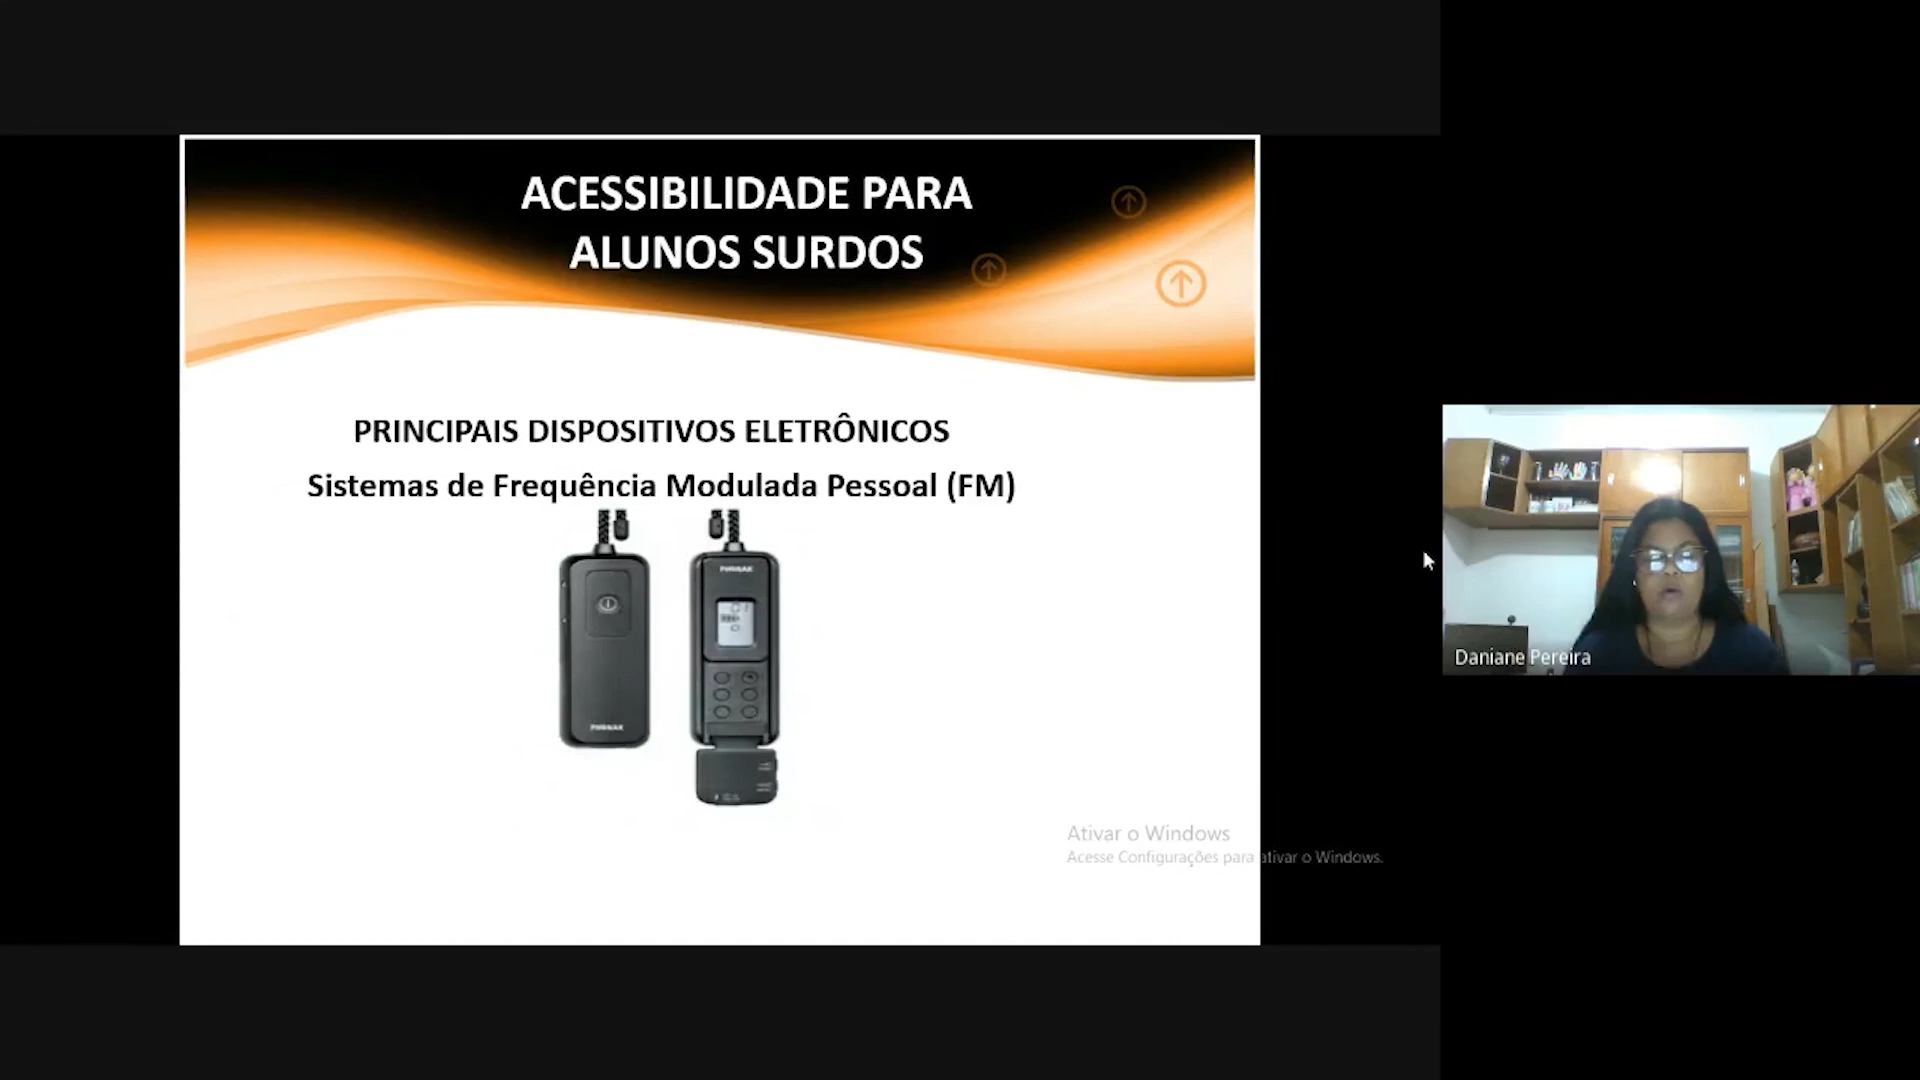 ACESSIBILIDADE PARA
ALUNOS SURDOS
PRINCIPAIS DISPOSITIVOS ELETRÔNICOS
Sistemas de Frequência Modulada Pessoal (FM)
PHONAK
PHONAK
Ativar o Windows
Acesse Configurações para ativar o Windows.
Daniane Pereira